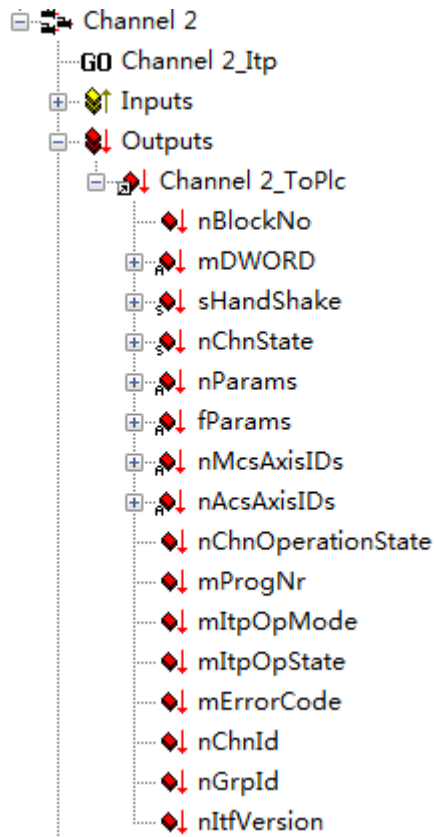 Channel 2
GO Channel 2_Itp
Inputs
Outputs
Channel 2_ToPlc
nBlockNo
mDWORD
sHandShake
nChnState
nParams
fParams
nMcsAxisIDs
nAcsAxisIDs
nChnOperationState
mProgNr
mItpOpMode
mItpOpState
mErrorCode
nChnId
nGrpId
nItfVersion